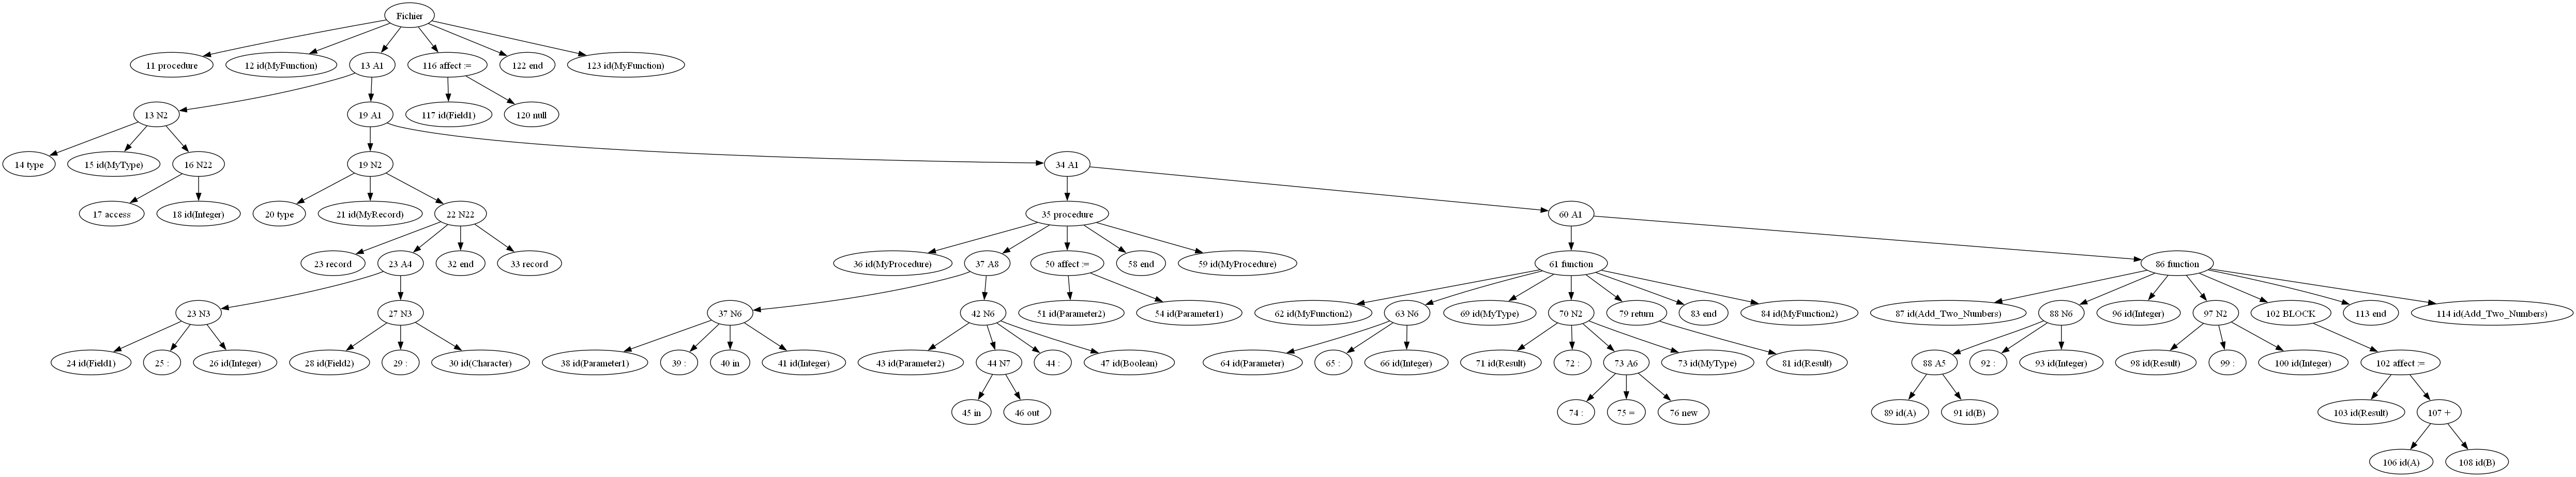 Fichier
11 procedure 12 id(MyFunction) 13 A1 116 affect := 122 end 123 id(MyFunction)
13 N2 19 A1 117 id(Field1) 120 null
14 type 15 id(MyType) 16 N22 19 N2 34 A1
17 access 18 id(Integer) 20 type 21 id(MyRecord) 22 N22 35 procedure 60 A1
23 record 23 A4 32 end 33 record 36 id(MyProcedure) 37 A8 50 affect := 58 end 59 id(MyProcedure) 61 function 86 function
23 N3 27 N3 37 N6 42 N6 51 id(Parameter2) 54 id(Parameter1) 62 id(MyFunction2) 63 N6 69 id(MyType) 70 N2 79 return 83 end 84 id(MyFunction2) 87 id(Add_Two_Numbers) 88 N6 96 id(Integer) 97 N2 102 BLOCK 113 end 114 id(Add_Two_Numbers)
24 id(Field1) 25 : 26 id(Integer) 28 id(Field2) 29 : 30 id(Character) 38 id(Parameter1) 39 : 40 in 41 id(Integer) 43 id(Parameter2) 44 N7 44 : 47 id(Boolean) 64 id(Parameter) 65 : 66 id(Integer) 71 id(Result) 72 : 73 A6 73 id(MyType) 81 id(Result) 88 A5 92 : 93 id(Integer) 98 id(Result) 99 : 100 id(Integer) 102 affect :=
45 in 46 out 74 : 75 = 76 new 89 id(A) 91 id(B) 103 id(Result) 107 +
106 id(A) 108 id(B)